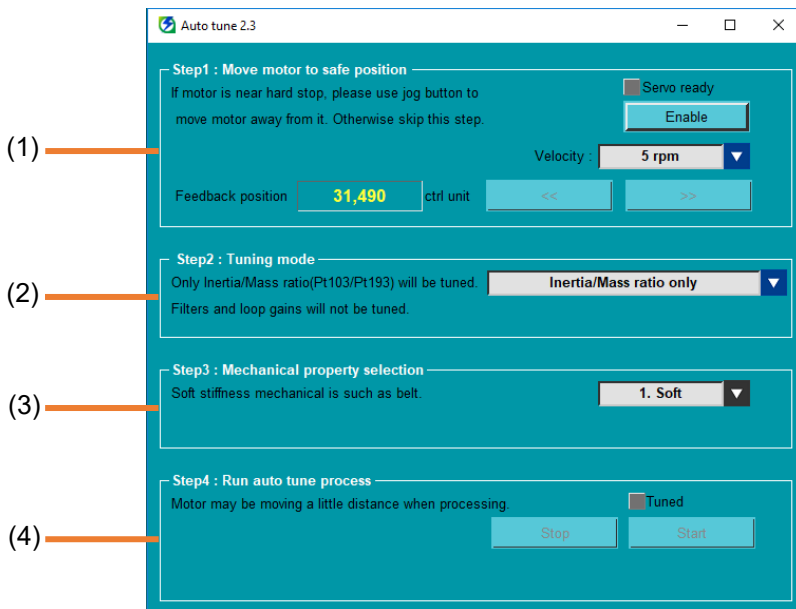 Auto tune 2.3
Step1 : Move motor to safe position
If motor is near hard stop, please use jog button to
move motor away from it. Otherwise skip this step.
Servo ready
Enable
(1)
Velocity :
5 rpm
Feedback position
31,490
ctrl unit
<<
>>
Step2 : Tuning mode
(2)
Only Inertia/Mass ratio(Pt103/Pt193) will be tuned.
Inertia/Mass ratio only
Filters and loop gains will not be tuned.
Step3 : Mechanical property selection
(3)
Soft stiffness mechanical is such as belt.
1. Soft
Step4 : Run auto tune process
Motor may be moving a little distance when processing.
Tuned
(4)
Stop
Start